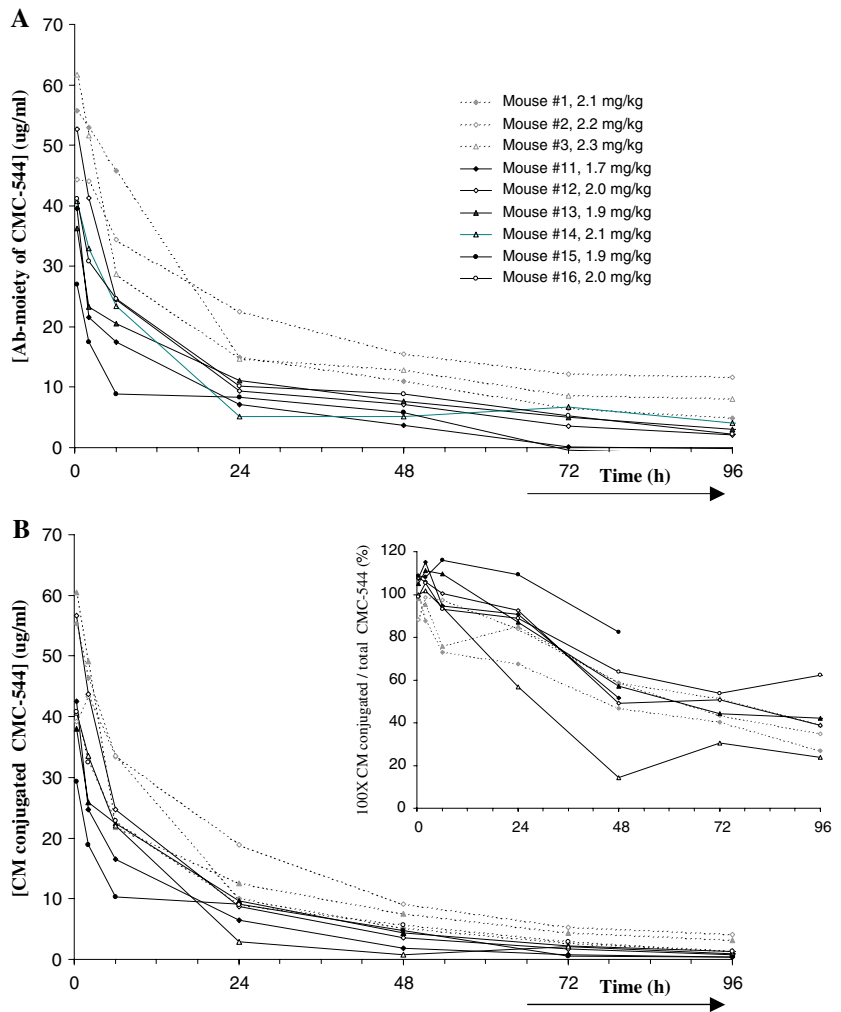 A
[Ab-moiety of CMC-544] (ug/ml)
70
60
50
40
30
20
10
0
Mouse #1, 2.1 mg/kg
Mouse #2, 2.2 mg/kg
Mouse #3, 2.3 mg/kg
Mouse #11, 1.7 mg/kg
Mouse #12, 2.0 mg/kg
Mouse #13, 1.9 mg/kg
Mouse #14, 2.1 mg/kg
Mouse #15, 1.9 mg/kg
Mouse #16, 2.0 mg/kg
0 24 48 72 96
Time (h)
B
[CM conjugated CMC-544] (ug/ml)
70
60
50
40
30
20
10
0
100X CM conjugated / total CMC-544 (%)
120
100
80
60
40
20
0
0 24 48 72 96
0 24 48 72 96
Time (h)